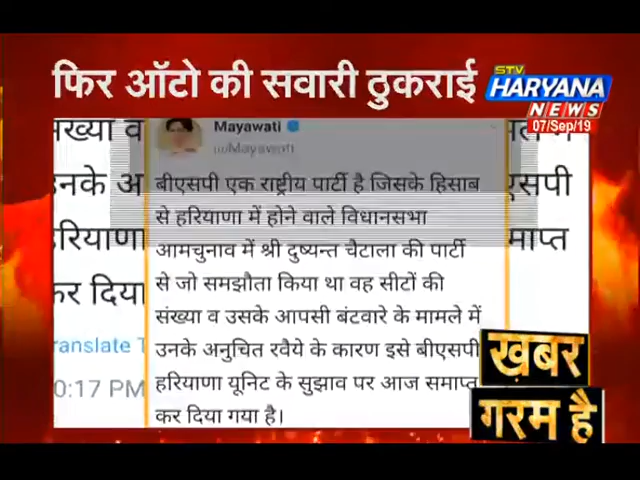 फिर ऑटो की सवारी ठुकराई
STV
HARYANA
NEWS
07/Sep/19
Mayawati
@Mayawati
बीएसपी एक राष्ट्रीय पार्टी है जिसके हिसाब
से हरियाणा में होने वाले विधानसभा
आमचुनाव में श्री दुष्यन्त चैटाला की पार्टी
से जो समझौता किया था वह सीटों की
संख्या व उसके आपसी बंटवारे के मामले में
उनके अनुचित रवैये के कारण इसे बीएसपी
हरियाणा यूनिट के सुझाव पर आज समाप्त
कर दिया गया है।
ख़बर
गरम है